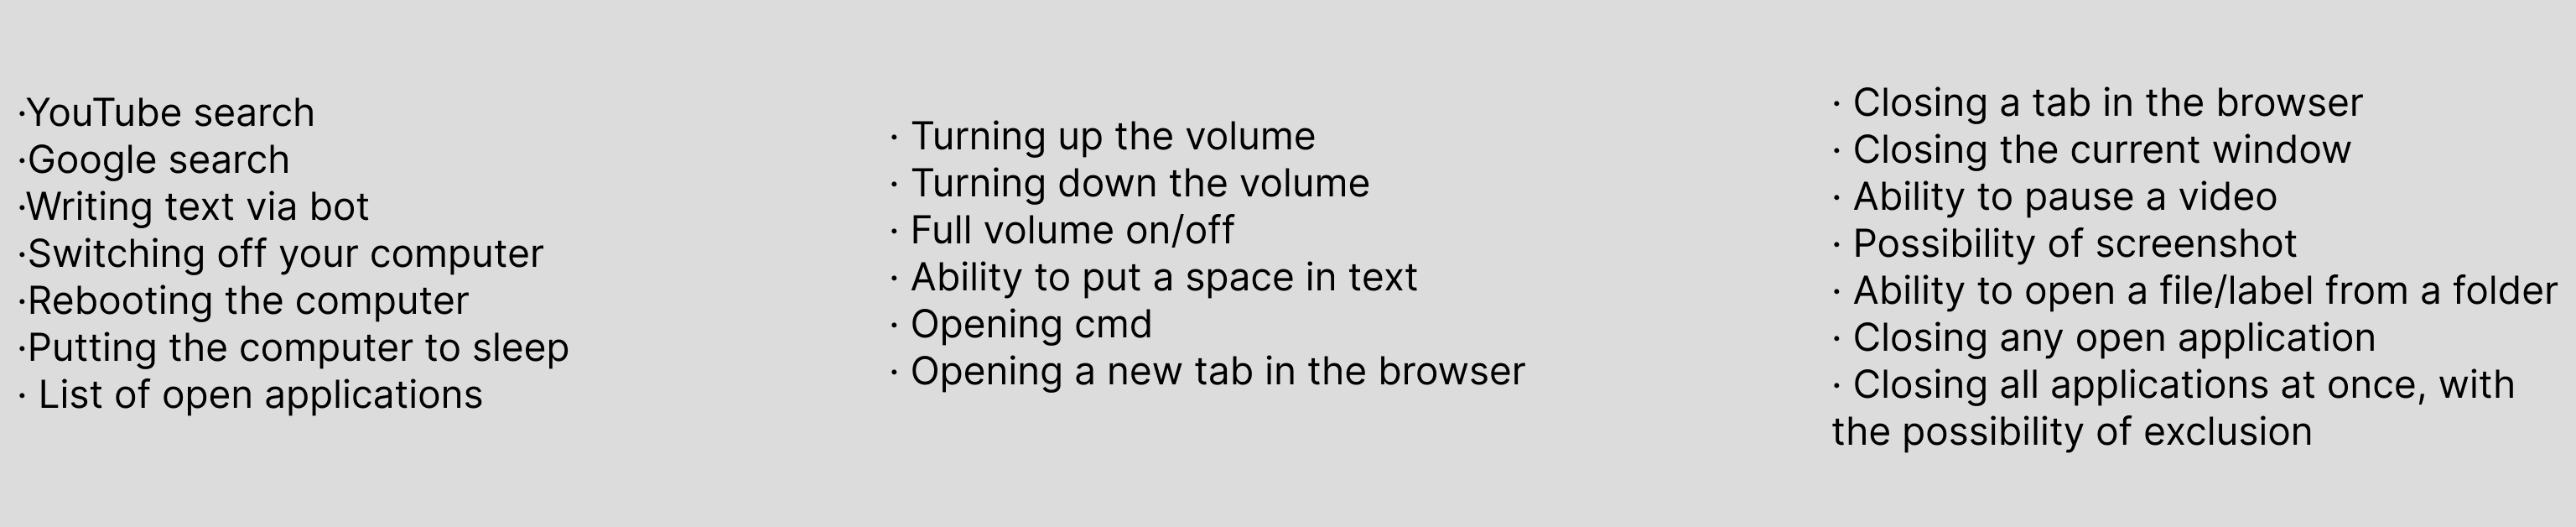 ·YouTube search
·Google search
·Writing text via bot
·Switching off your computer
·Rebooting the computer
·Putting the computer to sleep
· List of open applications
· Turning up the volume
· Turning down the volume
· Full volume on/off
· Ability to put a space in text
· Opening cmd
· Opening a new tab in the browser
· Closing a tab in the browser
· Closing the current window
· Ability to pause a video
· Possibility of screenshot
· Ability to open a file/label from a folder
· Closing any open application
· Closing all applications at once, with
the possibility of exclusion